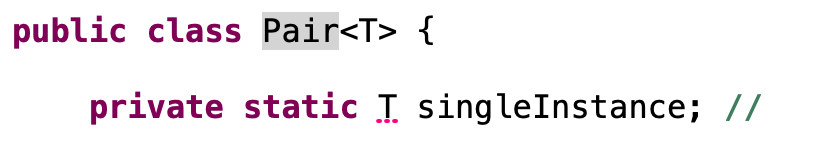 public class Pair<T> {
private static T singleInstance; //